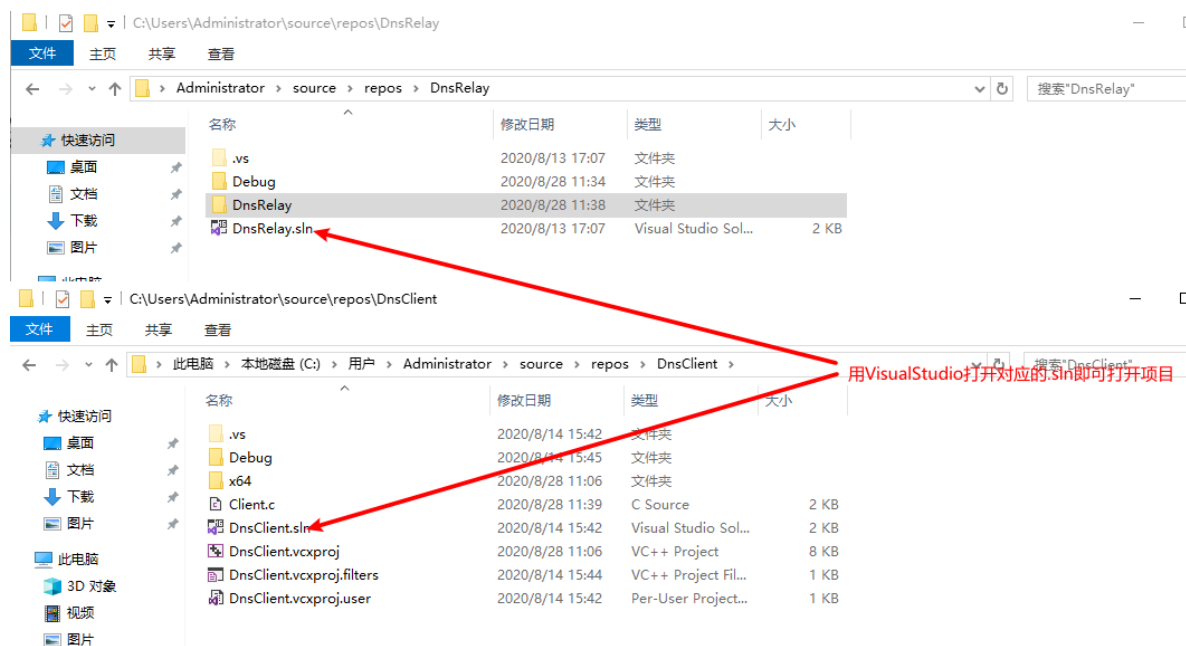 C:\Users\Administrator\source\repos\DnsRelay
文件 主页 共享 查看
Administrator › source › repos › DnsRelay 搜索"DnsRelay"
名称 修改日期 类型 大小
快速访问
桌面
文档
下载
图片
此电脑
.vs 2020/8/13 17:07 文件夹
Debug 2020/8/28 11:34 文件夹
DnsRelay 2020/8/28 11:38 文件夹
DnsRelay.sln 2020/8/13 17:07 Visual Studio Sol... 2 KB
C:\Users\Administrator\source\repos\DnsClient
文件 主页 共享 查看
此电脑 › 本地磁盘 (C:) › 用户 › Administrator › source › repos › DnsClient › 搜索"DnsClient"
用VisualStudio打开对应的.sln即可打开项目
名称 修改日期 类型 大小
快速访问
桌面
文档
下载
图片
此电脑
3D 对象
视频
图片
.vs 2020/8/14 15:42 文件夹
Debug 2020/8/14 15:45 文件夹
x64 2020/8/28 11:06 文件夹
Client.c 2020/8/28 11:39 C Source 2 KB
DnsClient.sln 2020/8/14 15:42 Visual Studio Sol... 2 KB
DnsClient.vcxproj 2020/8/28 11:06 VC++ Project 8 KB
DnsClient.vcxproj.filters 2020/8/14 15:44 VC++ Project Fil... 1 KB
DnsClient.vcxproj.user 2020/8/14 15:42 Per-User Project... 1 KB